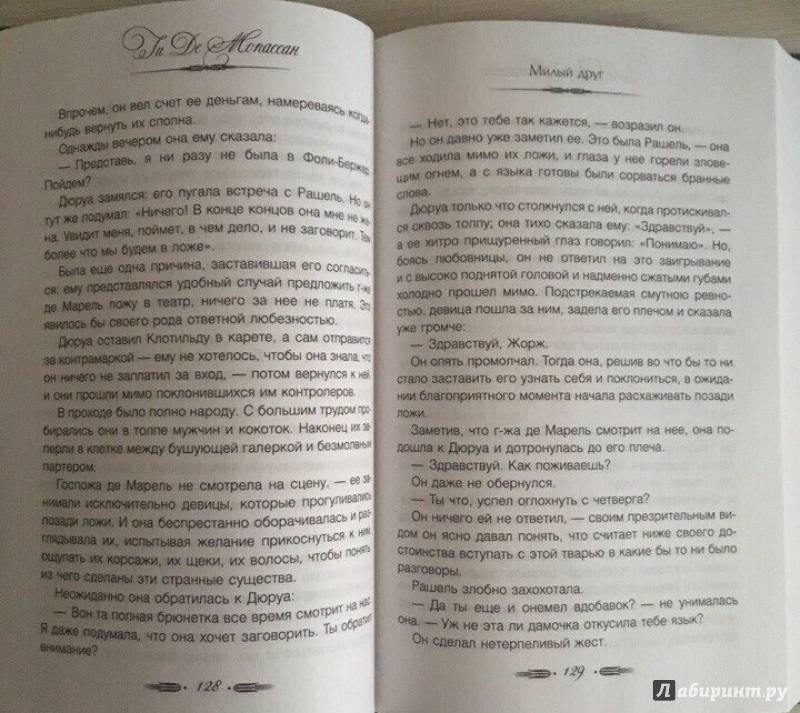 Ги Де Мопассан
Впрочем, он вел счет ее деньгам, намереваясь когда-
нибудь вернуть их сполна.
Однажды вечером она ему сказала:
— Представь, я ни разу не была в Фоли-Бержер.
Пойдем?
Дюруа замялся: его пугала встреча с Рашель. Но он
тут же подумал: «Ничего! В конце концов она мне не же-
на. Увидит меня, поймет, в чем дело, и не заговорит. Тем
более что мы будем в ложе».
Была еще одна причина, заставившая его согласить-
ся: ему представлялся удобный случай предложить г-же
де Марель ложу в театр, ничего за нее не платя. Это
явилось бы своего рода ответной любезностью.
Дюруа оставил Клотильду в карете, а сам отправился
за контрамаркой — ему не хотелось, чтобы она знала, что
он ничего не заплатил за вход, — потом вернулся к ней,
и они прошли мимо поклонившихся им контролеров.
В проходе было полно народу. С большим трудом про-
бирались они в толпе мужчин и кокоток. Наконец их за-
перли в клетке между бушующей галеркой и безмолвным
партером.
Госпожа де Марель не смотрела на сцену, — ее за-
нимали исключительно девицы, которые прогуливались
позади ложи. И она беспрестанно оборачивалась и раз-
глядывала их, испытывая желание прикоснуться к ним,
ощупать их корсажи, их щеки, их волосы, чтобы понять,
из чего сделаны эти странные существа.
Неожиданно она обратилась к Дюруа:
— Вон та полная брюнетка все время смотрит на нас.
Я даже подумала, что она хочет заговорить. Ты обратил
внимание?
128
Милый друг
— Нет, это тебе так кажется, — возразил он.
Но он давно уже заметил ее. Это была Рашель, — она
все ходила мимо их ложи, и глаза у нее горели злове-
щим огнем, а с языка готовы были сорваться бранные
слова.
Дюруа только что столкнулся с ней, когда протискивал-
ся сквозь толпу; она тихо сказала ему: «Здравствуй», —
а ее хитро прищуренный глаз говорил: «Понимаю». Но,
боясь любовницы, он не ответил на это заигрывание
и с высоко поднятой головой и надменно сжатыми губами
холодно прошел мимо. Подстрекаемая смутною ревно-
стью, девица пошла за ним, задела его плечом и сказала
уже громче:
— Здравствуй, Жорж.
Он опять промолчал. Тогда она, решив во что бы то ни
стало заставить его узнать себя и поклониться, в ожидании
благоприятного момента начала расхаживать позади
ложи.
Заметив, что г-жа де Марель смотрит на нее, она по-
дошла к Дюруа и дотронулась до его плеча.
— Здравствуй. Как поживаешь?
Он даже не обернулся.
— Ты что, успел оглохнуть с четверга?
Он ничего ей не ответил, — своим презрительным ви-
дом он ясно давал понять, что считает ниже своего до-
стоинства вступать с этой тварью в какие бы то ни было
разговоры.
Рашель злобно захохотала.
— Да ты еще и онемел вдобавок? — не унималась
она. — Уж не эта ли дамочка откусила тебе язык?
Он сделал нетерпеливый жест.
129
Лабиринт.ру